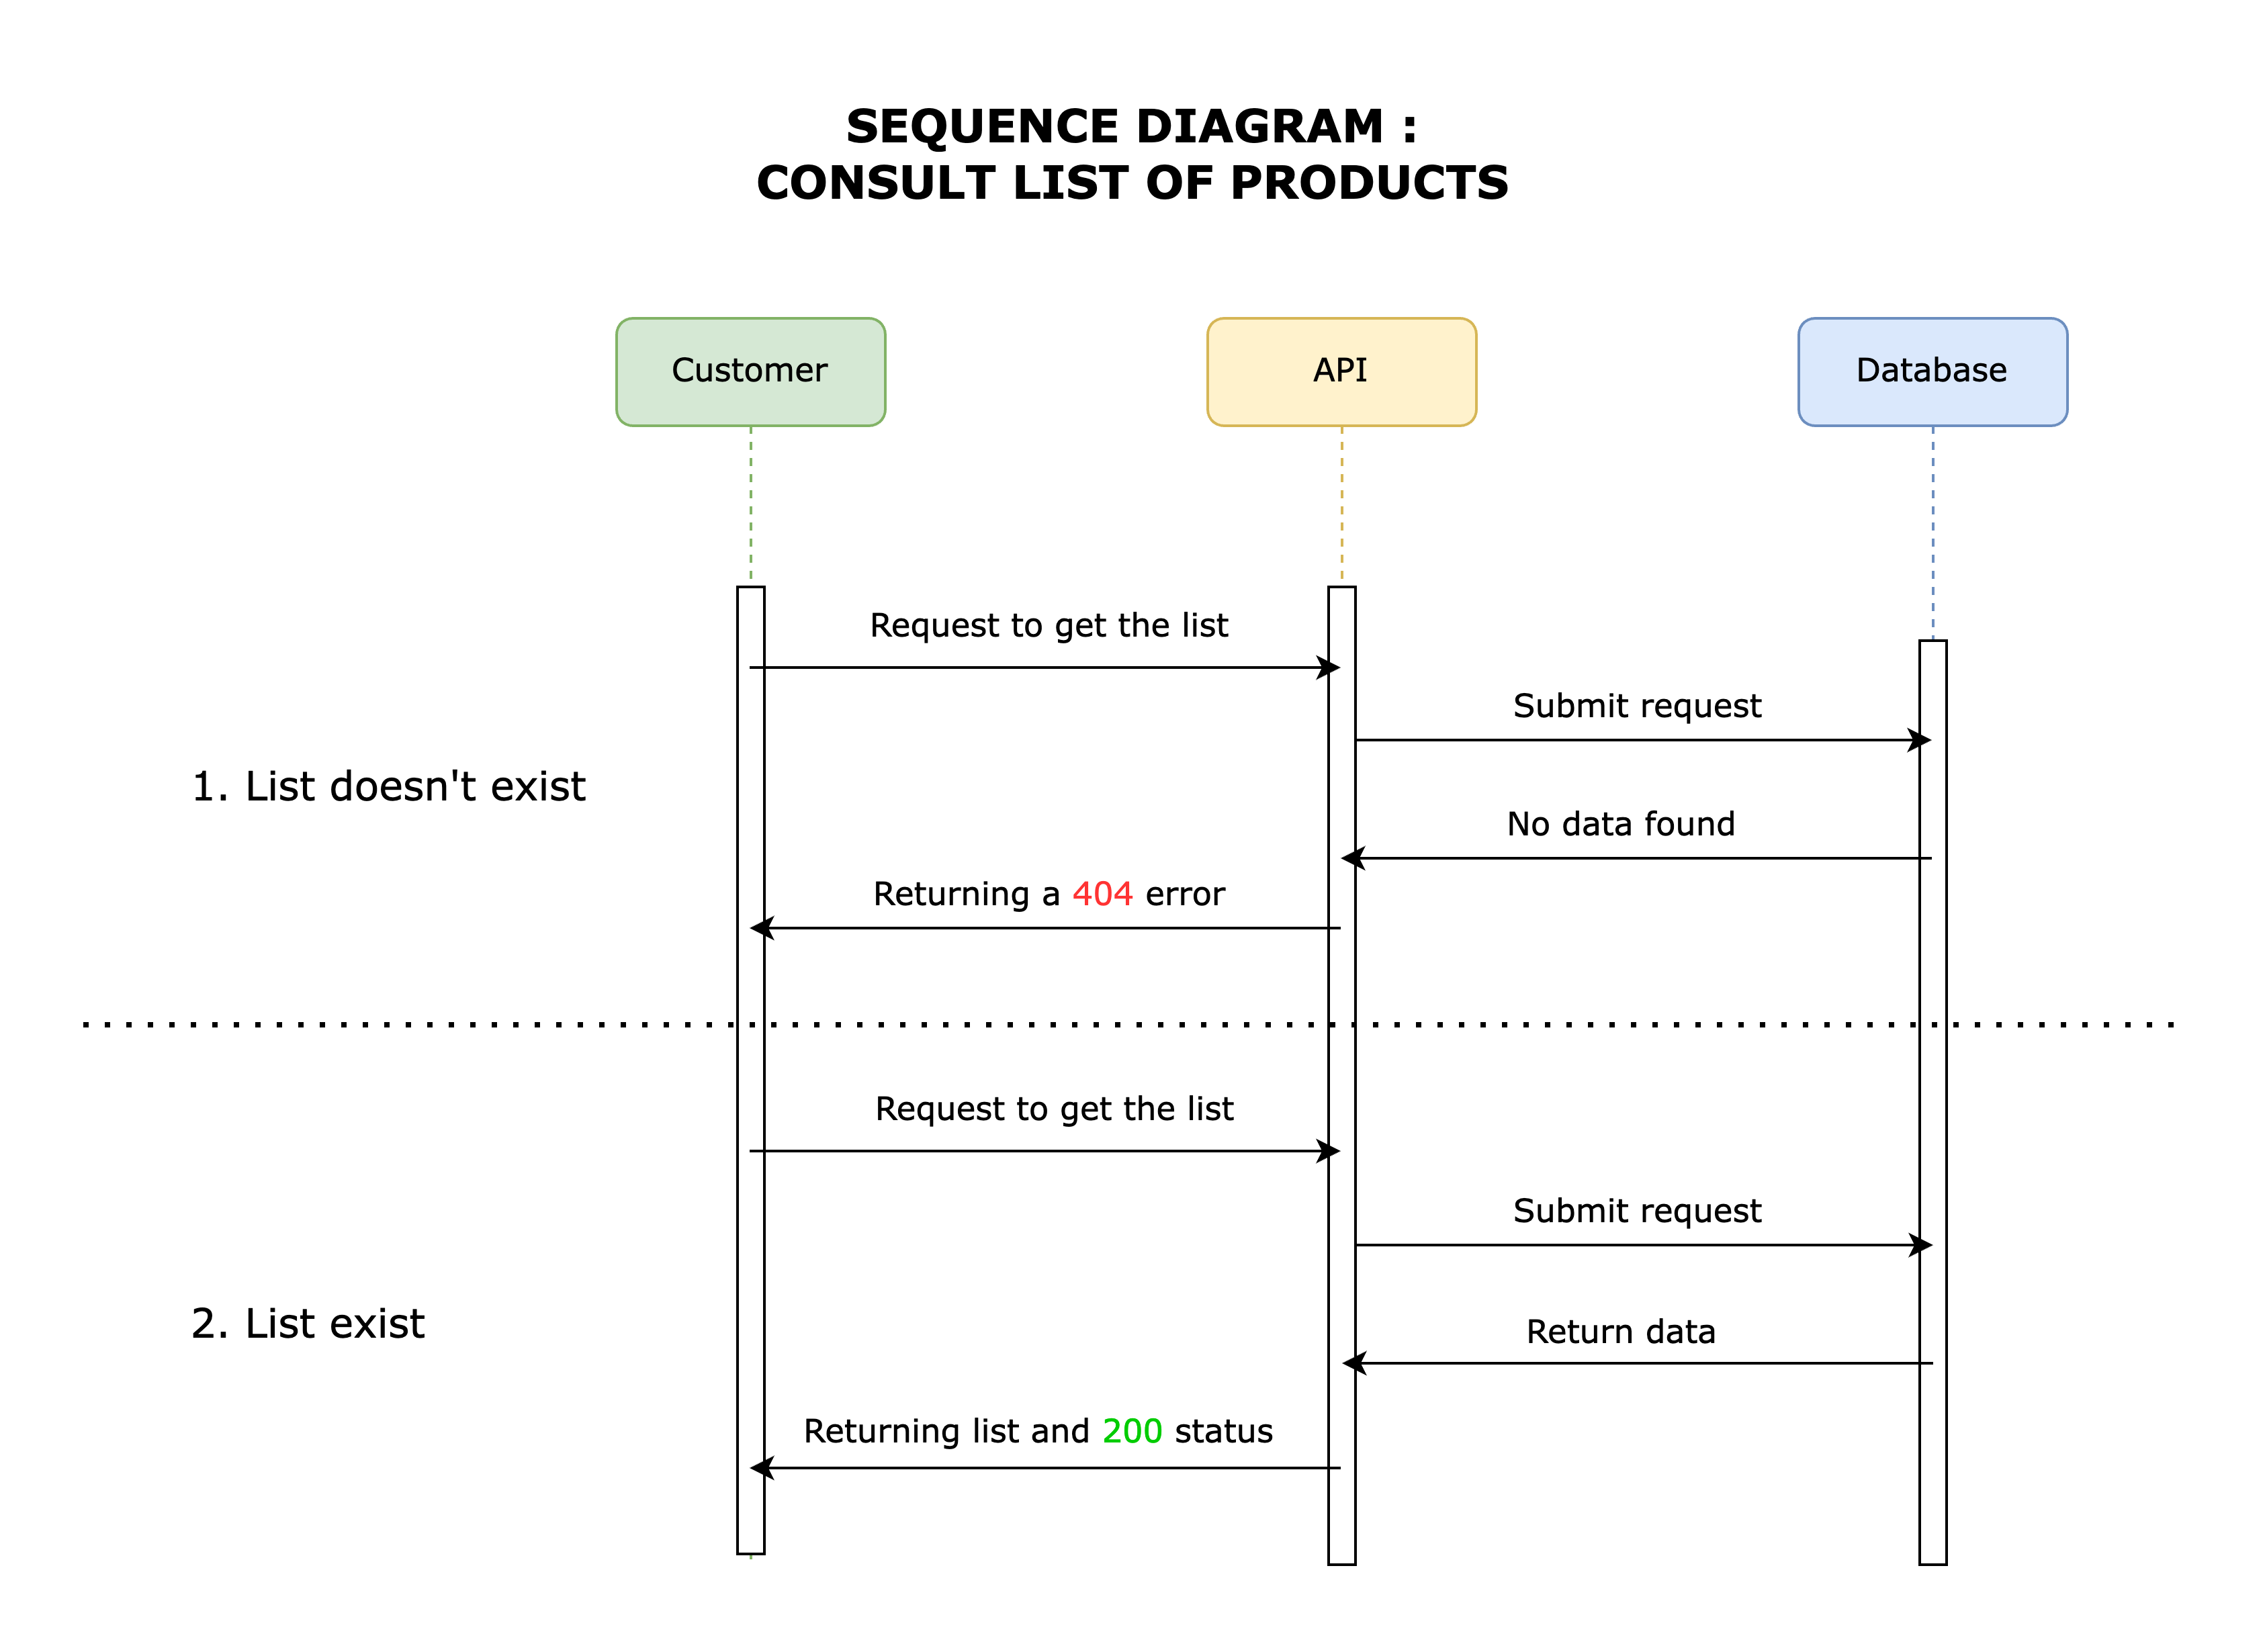 SEQUENCE DIAGRAM :
CONSULT LIST OF PRODUCTS
Customer
API
Database
Request to get the list
Submit request
1. List doesn't exist
No data found
Returning a 404 error
Request to get the list
Submit request
2. List exist
Return data
Returning list and 200 status